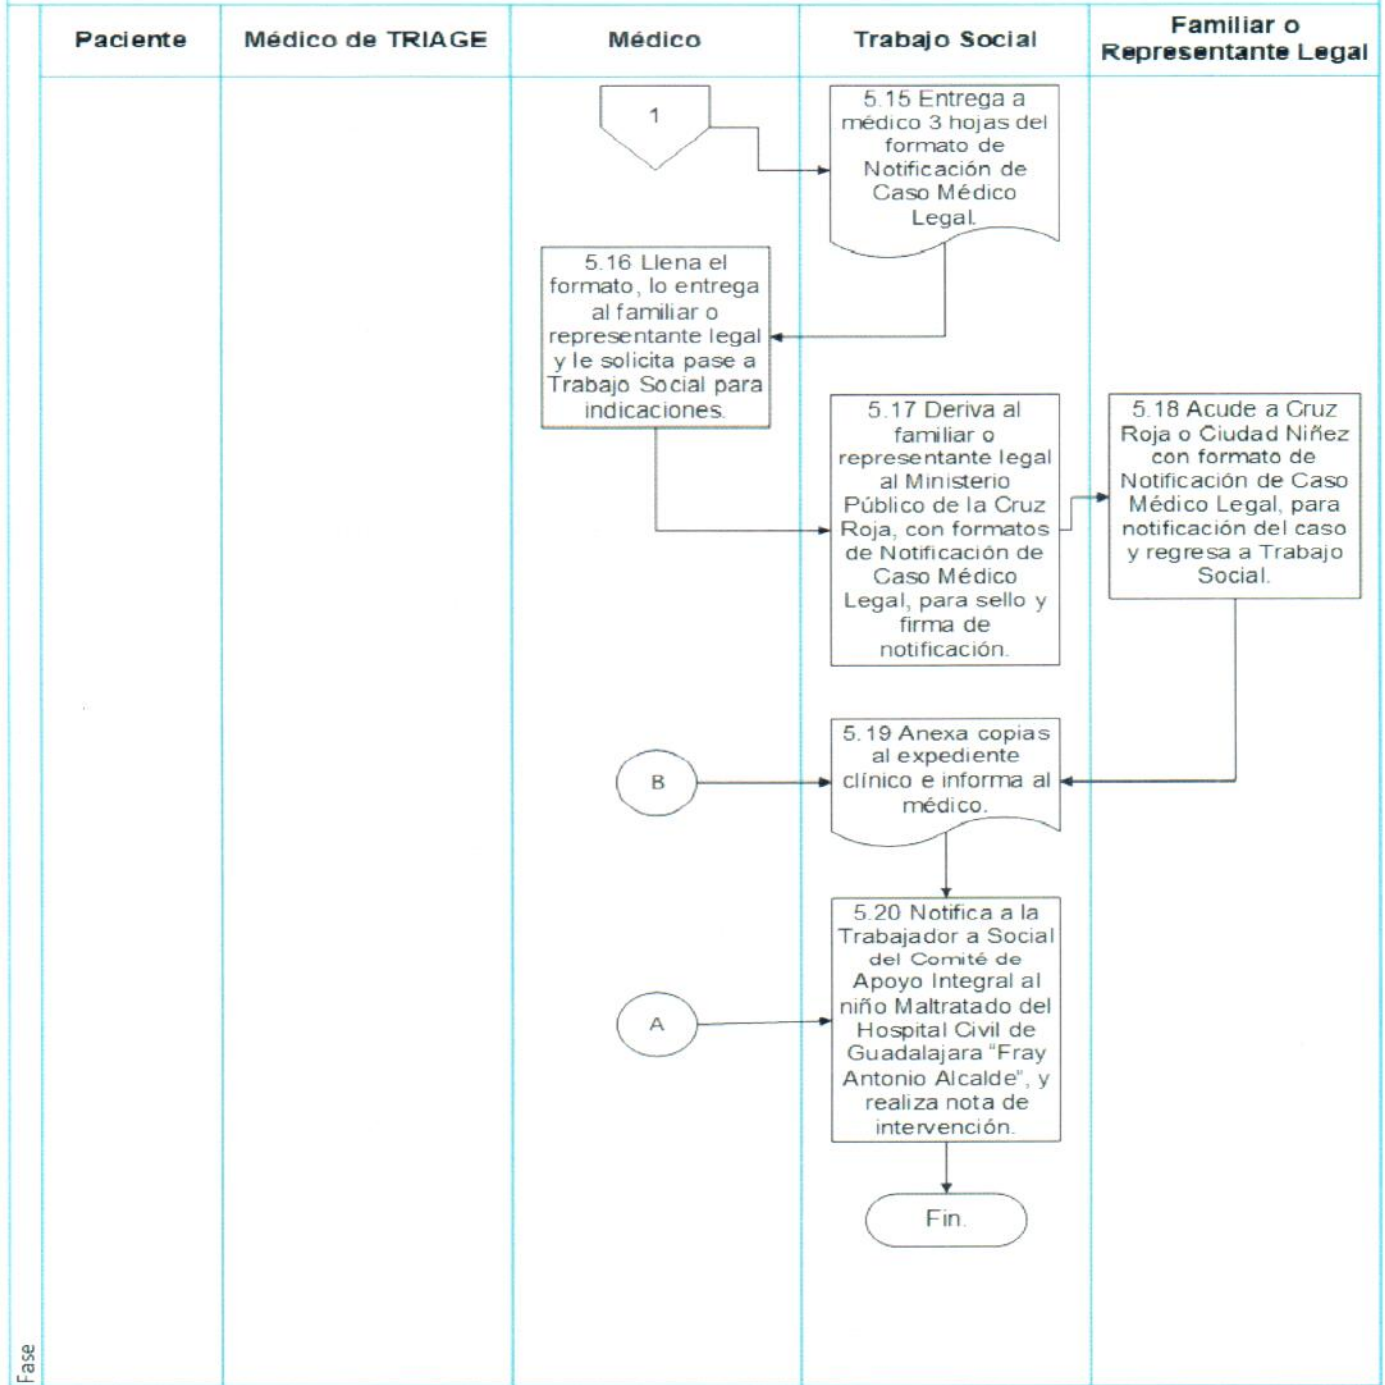 Paciente
Médico de TRIAGE
Médico
Trabajo Social
Familiar o
Representante Legal
1
5.15 Entrega a
médico 3 hojas del
formato de
Notificación de
Caso Médico
Legal.
5.16 Llena el
formato, lo entrega
al familiar o
representante legal
y le solicita pase a
Trabajo Social para
indicaciones.
5.17 Deriva al
familiar o
representante legal
al Ministerio
Público de la Cruz
Roja, con formatos
de Notificación de
Caso Médico
Legal, para sello y
firma de
notificación.
5.18 Acude a Cruz
Roja o Ciudad Niñez
con formato de
Notificación de Caso
Médico Legal, para
notificación del caso
y regresa a Trabajo
Social.
B
5.19 Anexa copias
al expediente
clínico e informa al
médico.
A
5.20 Notifica a la
Trabajador a Social
del Comité de
Apoyo Integral al
niño Maltratado del
Hospital Civil de
Guadalajara "Fray
Antonio Alcalde", y
realiza nota de
intervención.
Fin.
Fase